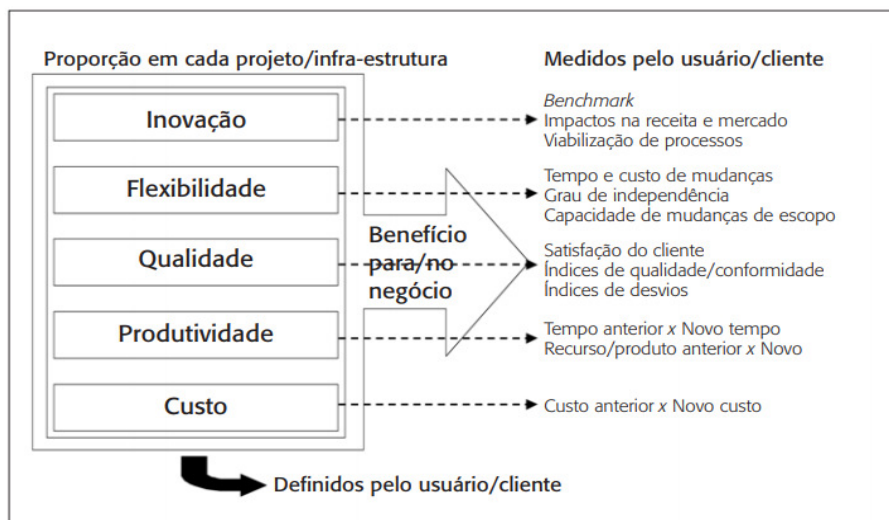 Proporção em cada projeto/infra-estrutura
Medidos pelo usuário/cliente
Inovação
Benchmark
Impactos na receita e mercado
Viabilização de processos
Flexibilidade
Tempo e custo de mudanças
Grau de independência
Capacidade de mudanças de escopo
Benefício
para/no
negócio
Qualidade
Satisfação do cliente
Índices de qualidade/conformidade
Índices de desvios
Produtividade
Tempo anterior x Novo tempo
Recurso/produto anterior x Novo
Custo
Custo anterior x Novo custo
Definidos pelo usuário/cliente